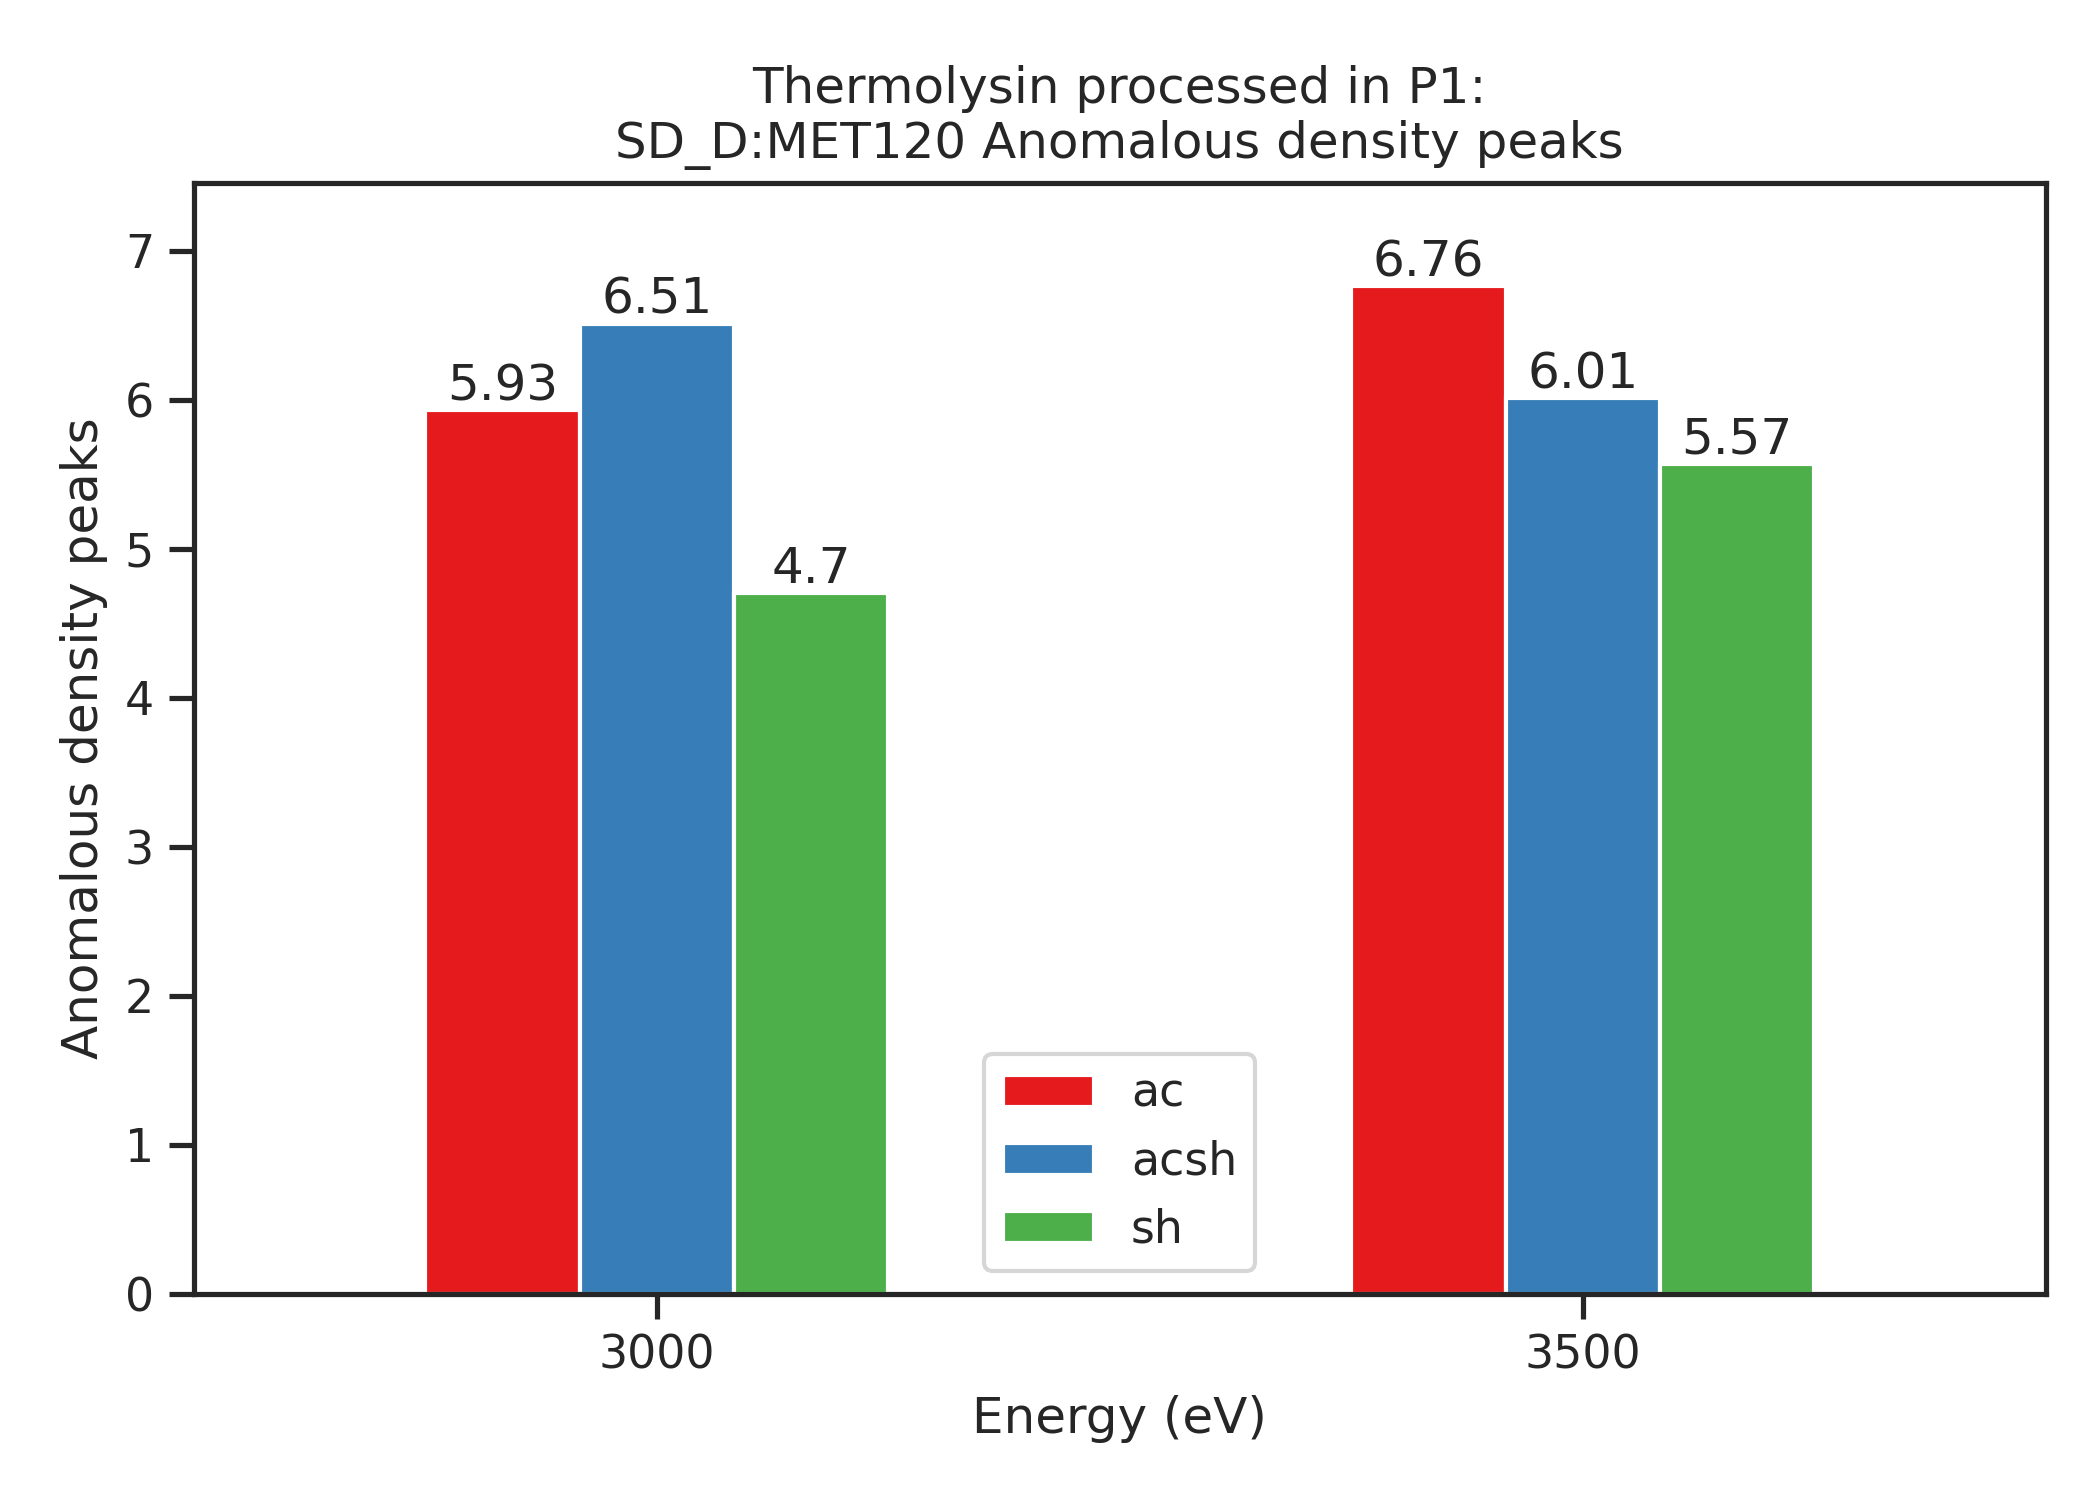 Thermolysin processed in P1:
SD_D:MET120 Anomalous density peaks
Anomalous density peaks
7
6
5
4
3
2
1
0
5.93
6.51
4.7
6.76
6.01
5.57
ac
acsh
sh
3000
3500
Energy (eV)